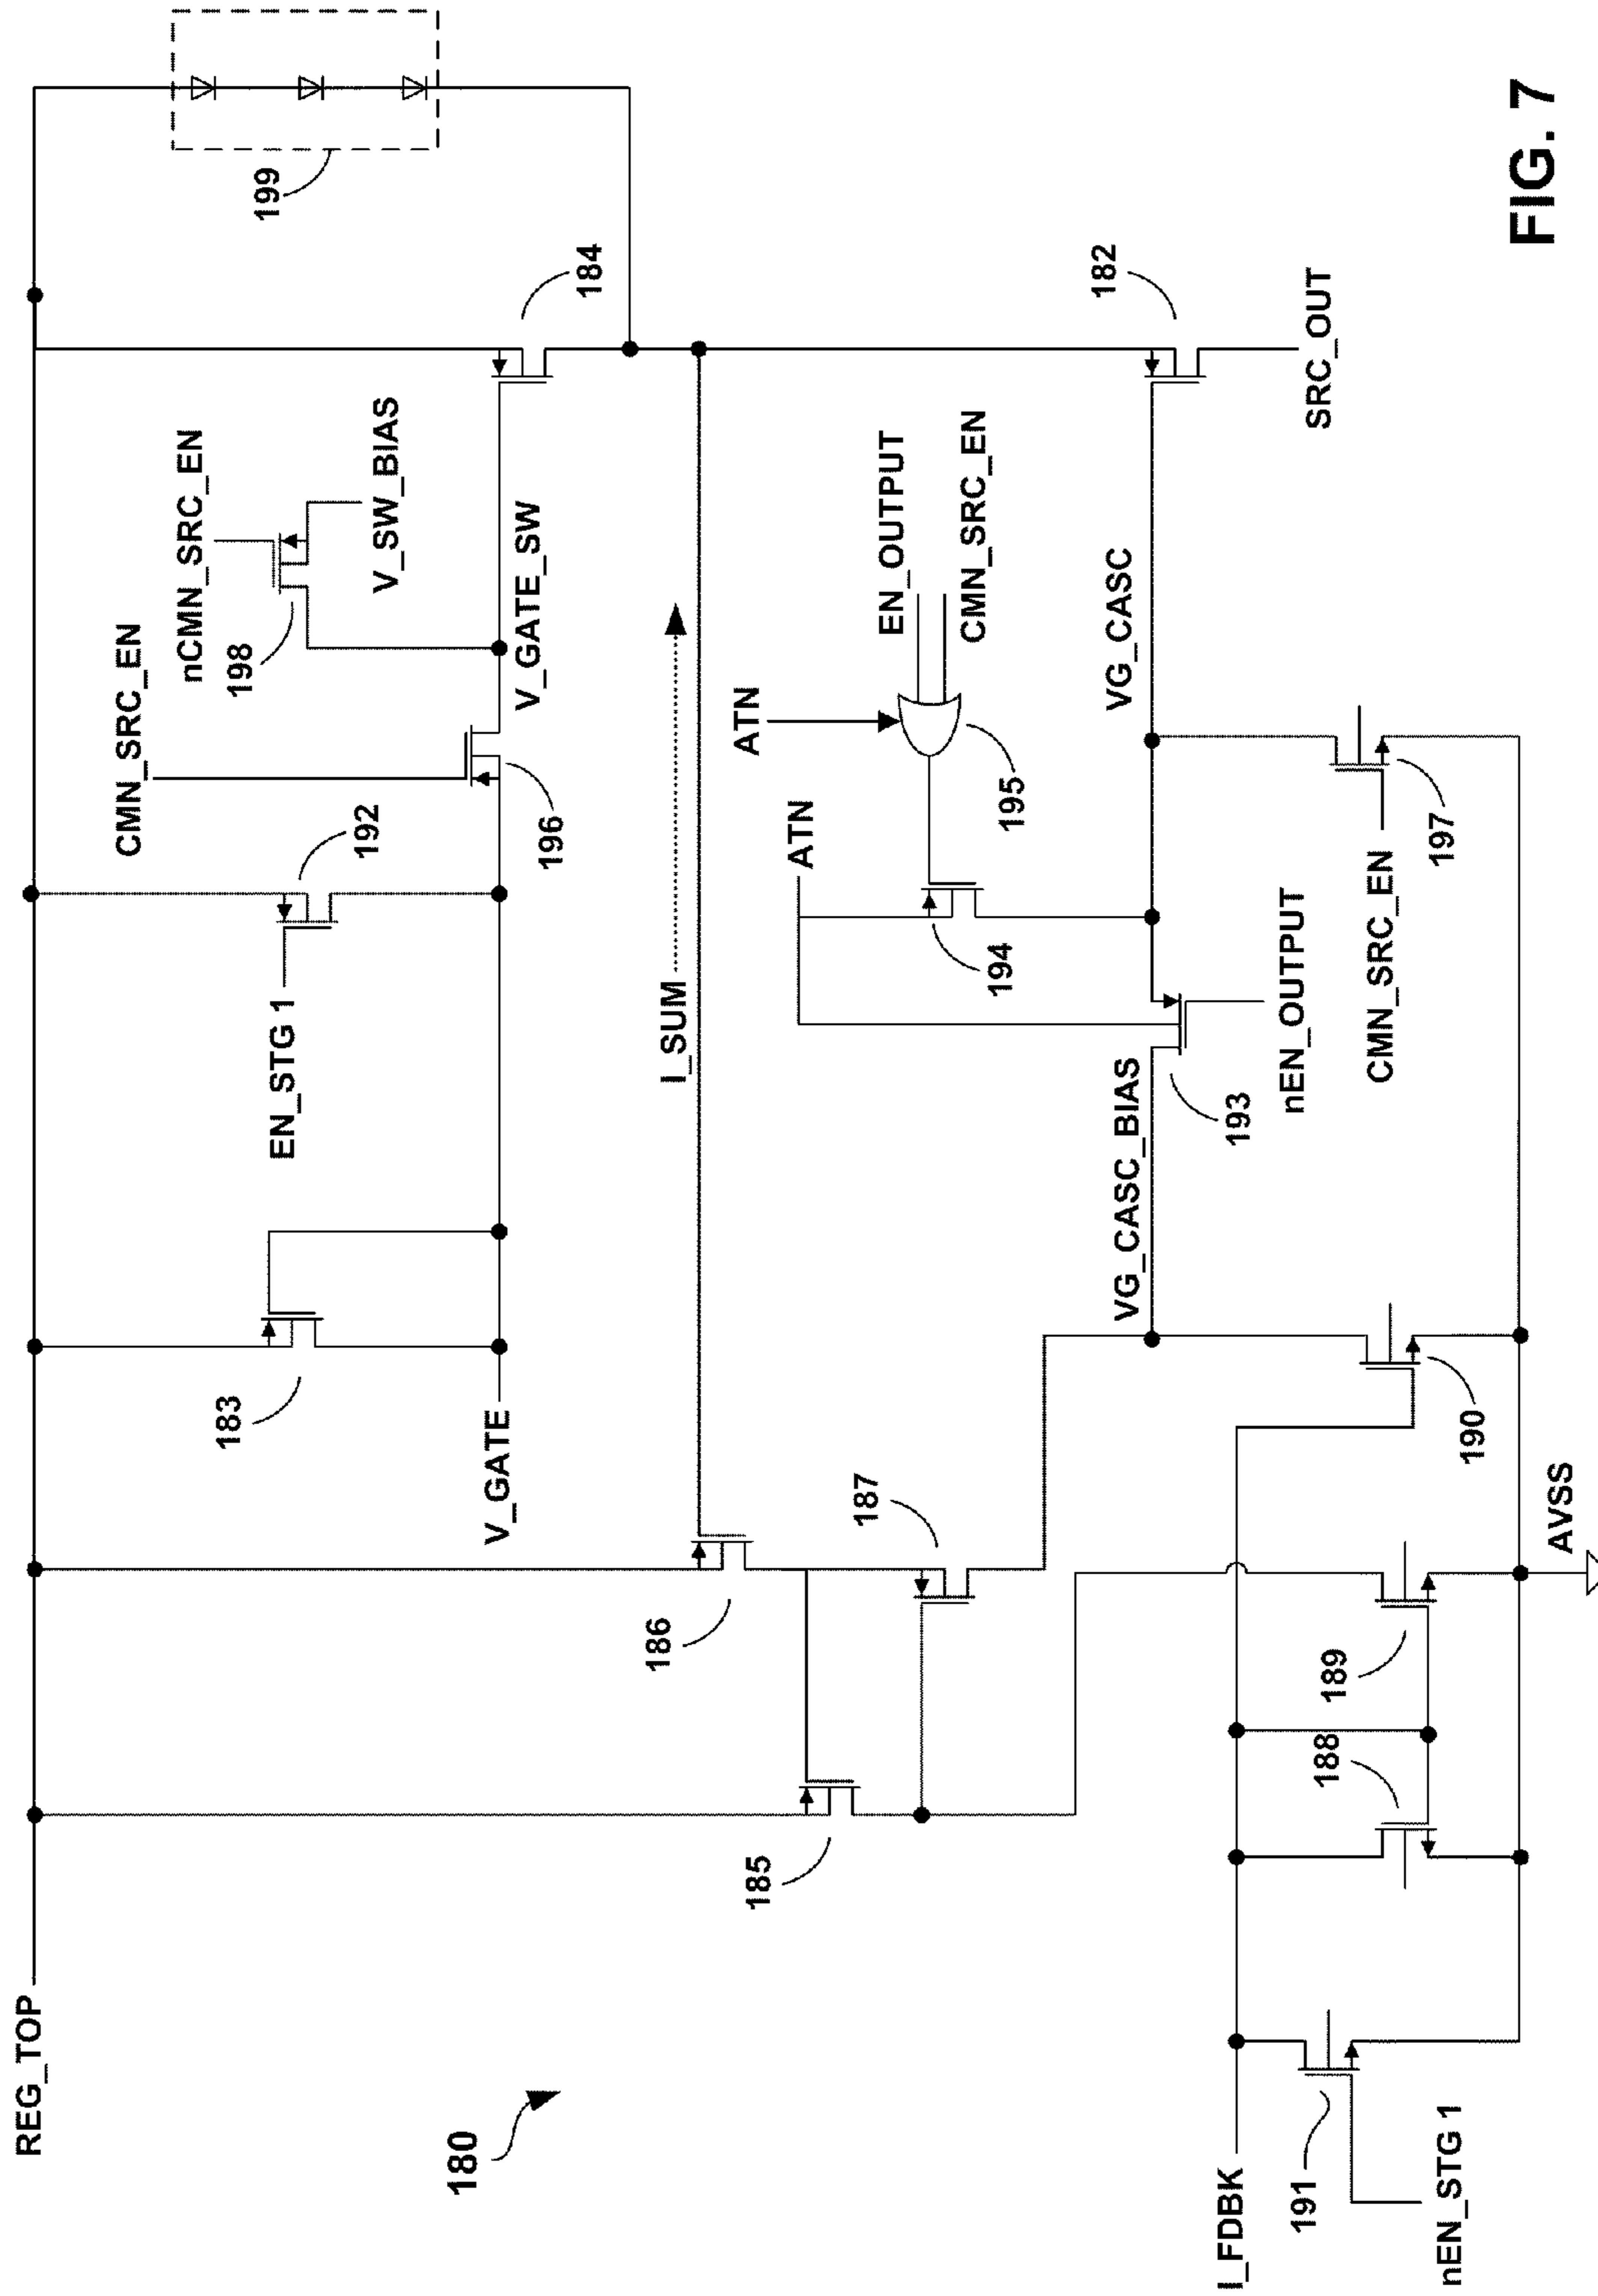 REG_TOP
180
199
184
nCMN_SRC_EN
V_SW_BIAS
198
CMN_SRC_EN
V_GATE_SW
196
192
EN_STG 1
183
V_GATE
I_SUM
186
187
185
EN_OUTPUT
CMN_SRC_EN
ATN
195
ATN
194
182
SRC_OUT
VG_CASC
VG_CASC_BIAS
193
nEN_OUTPUT
CMN_SRC_EN
197
190
189
188
AVSS
I_FDBK
191
nEN_STG 1
FIG. 7